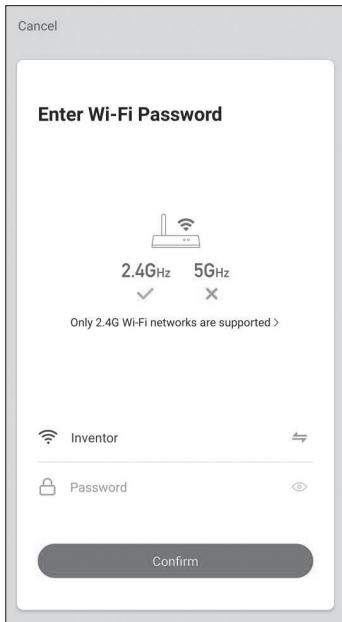 Cancel
Enter Wi-Fi Password
2.4GHz 5GHz
Only 2.4G Wi-Fi networks are supported >
Inventor
Password
Confirm